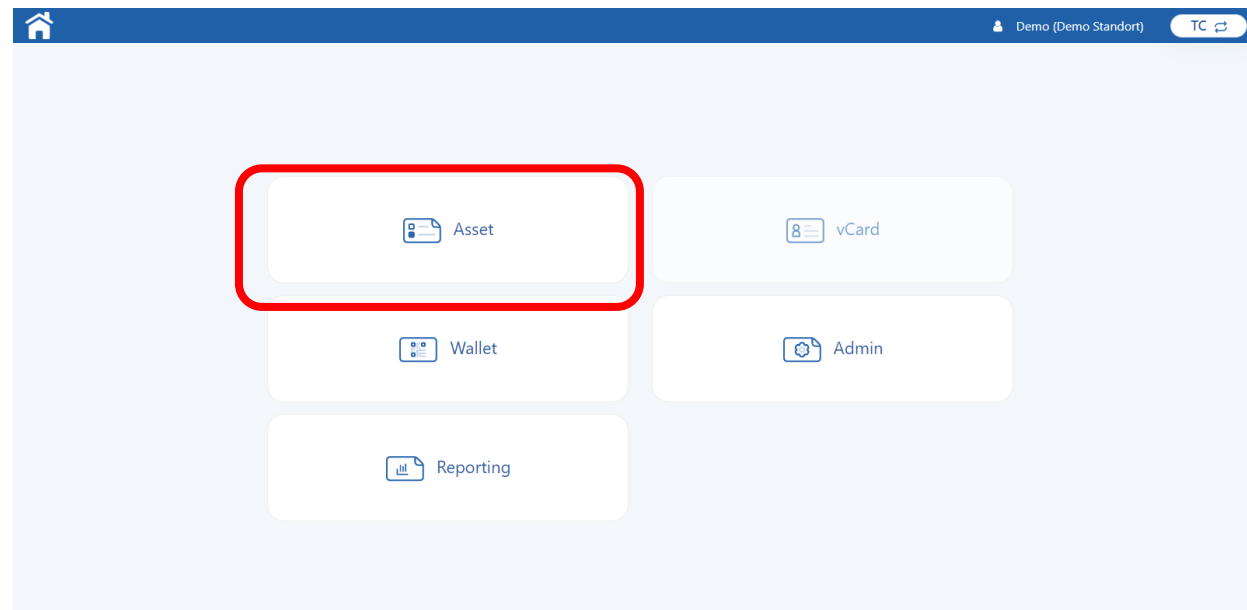 Demo (Demo Standort) TC
Asset
vCard
Wallet
Admin
Reporting